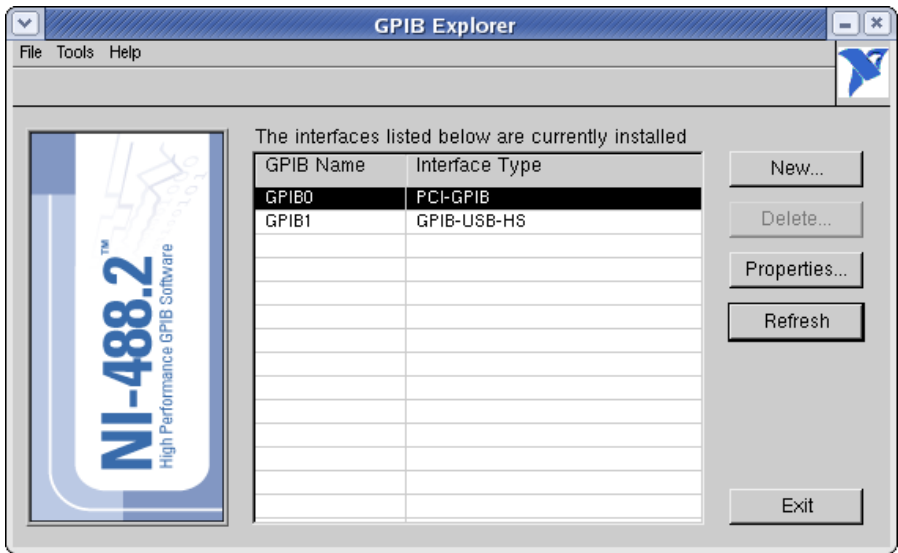 GPIB Explorer
File Tools Help
The interfaces listed below are currently installed
GPIB Name Interface Type
GPIB0 PCI-GPIB
GPIB1 GPIB-USB-HS
New...
Delete...
Properties...
Refresh
Exit
NI-488.2™
High Performance GPIB Software